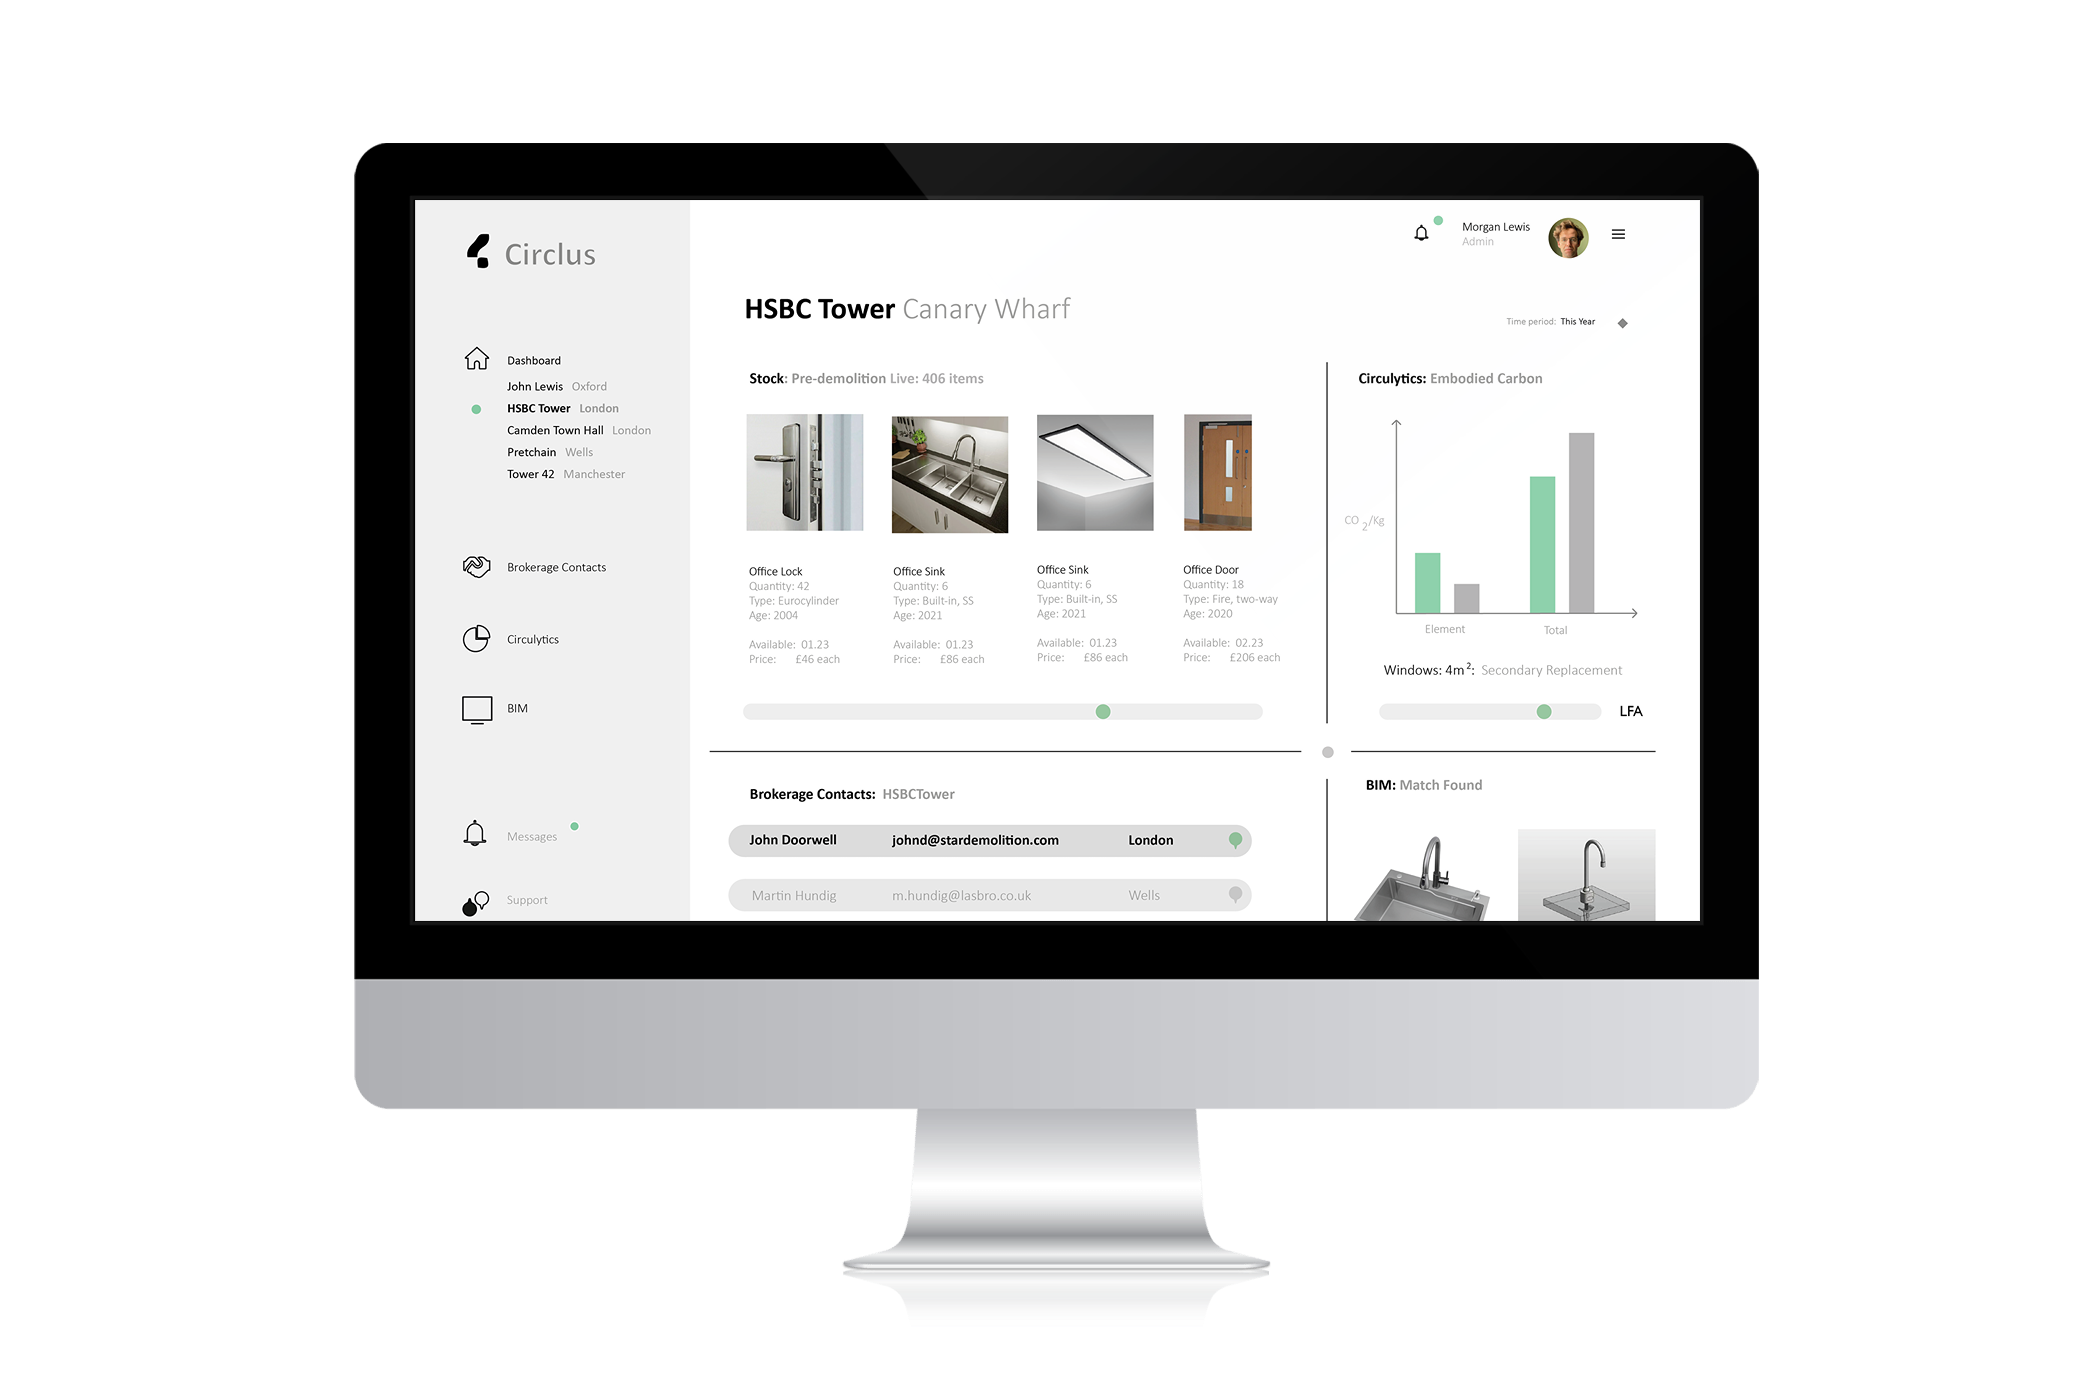 Circlus
Dashboard
John Lewis Oxford
HSBC Tower London
Camden Town Hall London
Pretchain Wells
Tower 42 Manchester
Brokerage Contacts
Circulytics
BIM
Messages
Support
Morgan Lewis
Admin
HSBC Tower Canary Wharf
Time period: This Year
Stock: Pre-demolition Live: 406 items
Office Lock
Quantity: 42
Type: Eurocylinder
Age: 2004
Available: 01.23
Price: £46 each
Office Sink
Quantity: 6
Type: Built-in, SS
Age: 2021
Available: 01.23
Price: £86 each
Office Sink
Quantity: 6
Type: Built-in, SS
Age: 2021
Available: 01.23
Price: £86 each
Office Door
Quantity: 18
Type: Fire, two-way
Age: 2020
Available: 02.23
Price: £206 each
Circulytics: Embodied Carbon
CO 2/Kg
Element Total
Windows: 4m²: Secondary Replacement
LFA
Brokerage Contacts: HSBCTower
John Doorwell johnd@stardemolition.com London
Martin Hundig m.hundig@lasbro.co.uk Wells
BIM: Match Found